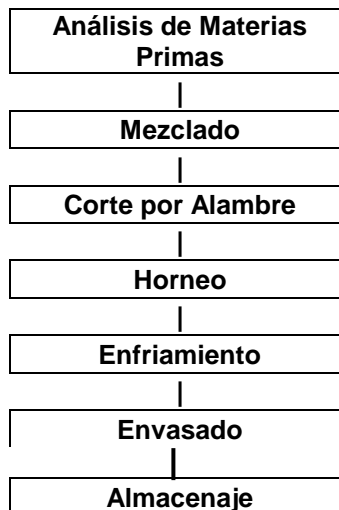 Análisis de Materias
Primas
Mezclado
Corte por Alambre
Horneo
Enfriamiento
Envasado
Almacenaje